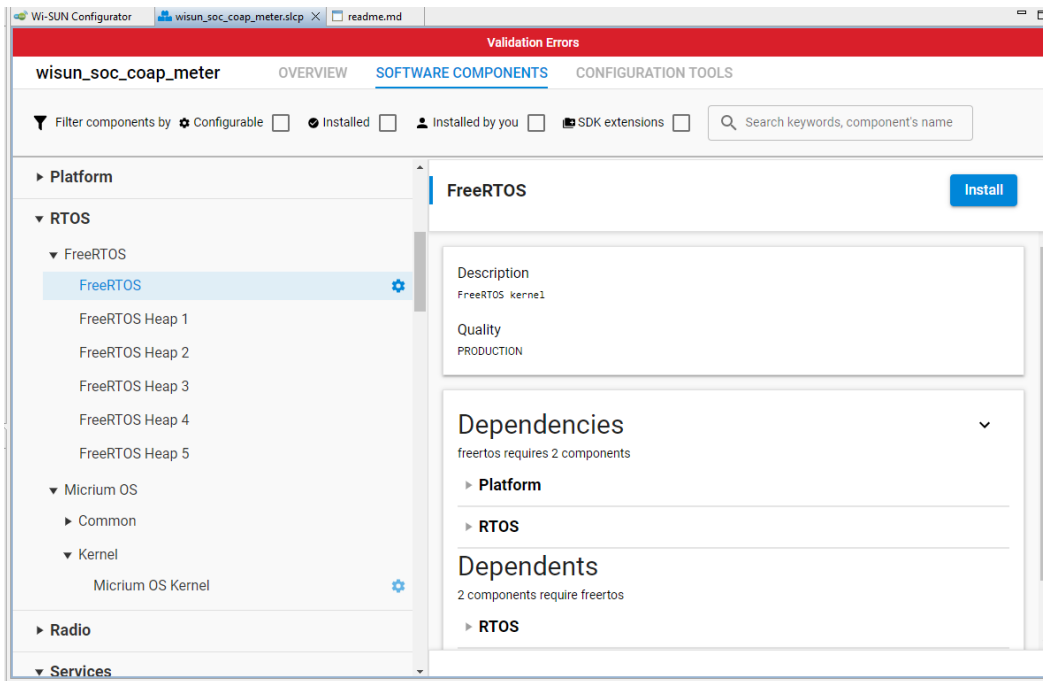 Wi-SUN Configurator wisun_soc_coap_meter.slcp readme.md
Validation Errors
wisun_soc_coap_meter OVERVIEW SOFTWARE COMPONENTS CONFIGURATION TOOLS
Filter components by Configurable Installed Installed by you SDK extensions Search keywords, component's name
Platform
RTOS
FreeRTOS
FreeRTOS
FreeRTOS Heap 1
FreeRTOS Heap 2
FreeRTOS Heap 3
FreeRTOS Heap 4
FreeRTOS Heap 5
Micrium OS
Common
Kernel
Micrium OS Kernel
Radio
Services
FreeRTOS Install
Description
FreeRTOS kernel
Quality
PRODUCTION
Dependencies
freertos requires 2 components
Platform
RTOS
Dependents
2 components require freertos
RTOS